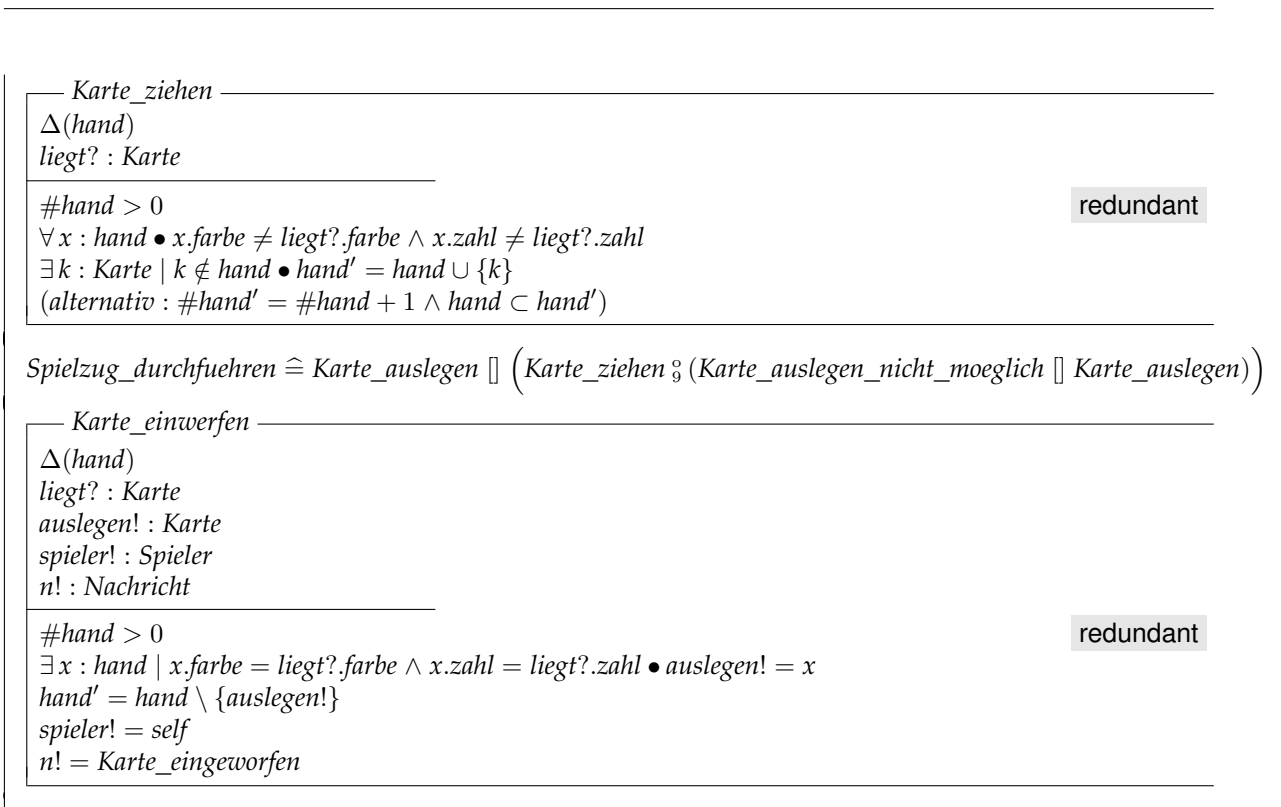 Karte_ziehen
Δ(hand)
liegt? : Karte
#hand > 0 redundant
∀ x : hand • x.farbe ≠ liegt?.farbe ∧ x.zahl ≠ liegt?.zahl
∃ k : Karte | k ∉ hand • hand′ = hand ∪ {k}
(alternativ : #hand′ = #hand + 1 ∧ hand ⊂ hand′)
Spielzug_durchfuehren ≙ Karte_auslegen [] (Karte_ziehen ⨟ (Karte_auslegen_nicht_moeglich [] Karte_auslegen))
Karte_einwerfen
Δ(hand)
liegt? : Karte
auslegen! : Karte
spieler! : Spieler
n! : Nachricht
#hand > 0 redundant
∃ x : hand | x.farbe = liegt?.farbe ∧ x.zahl = liegt?.zahl • auslegen! = x
hand′ = hand \ {auslegen!}
spieler! = self
n! = Karte_eingeworfen